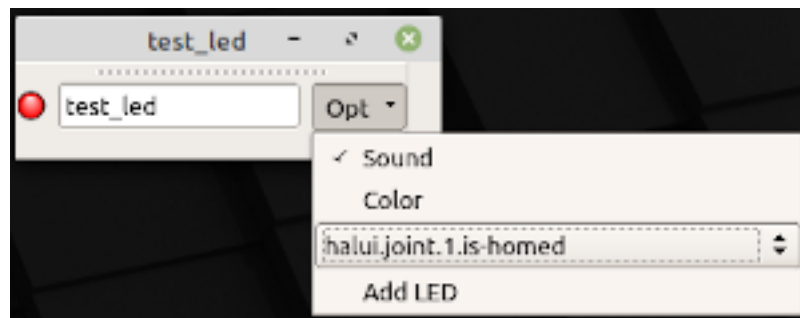 test_led
test_led Opt
Sound
Color
halui.joint.1.is-homed
Add LED